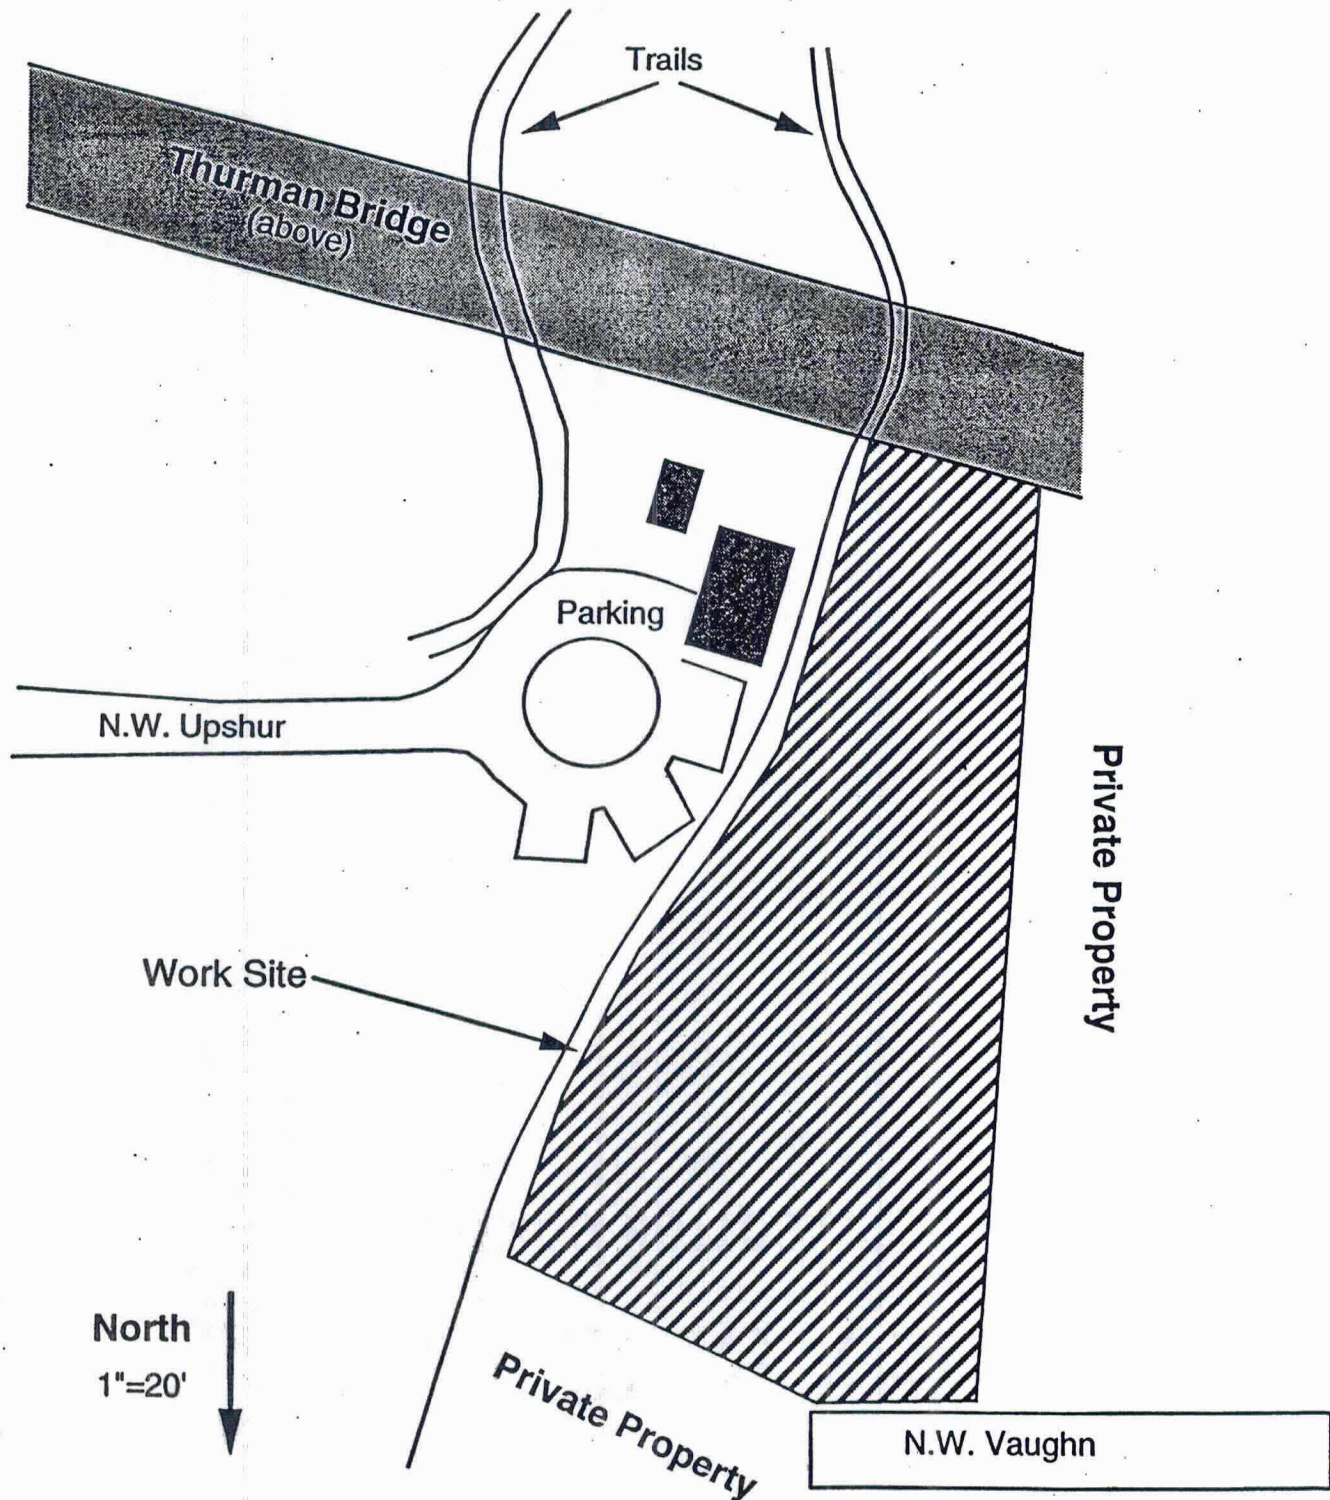 Trails
Thurman Bridge
(above)
Parking
N.W. Upshur
Private Property
Work Site
North
1"=20'
Private Property
N.W. Vaughn